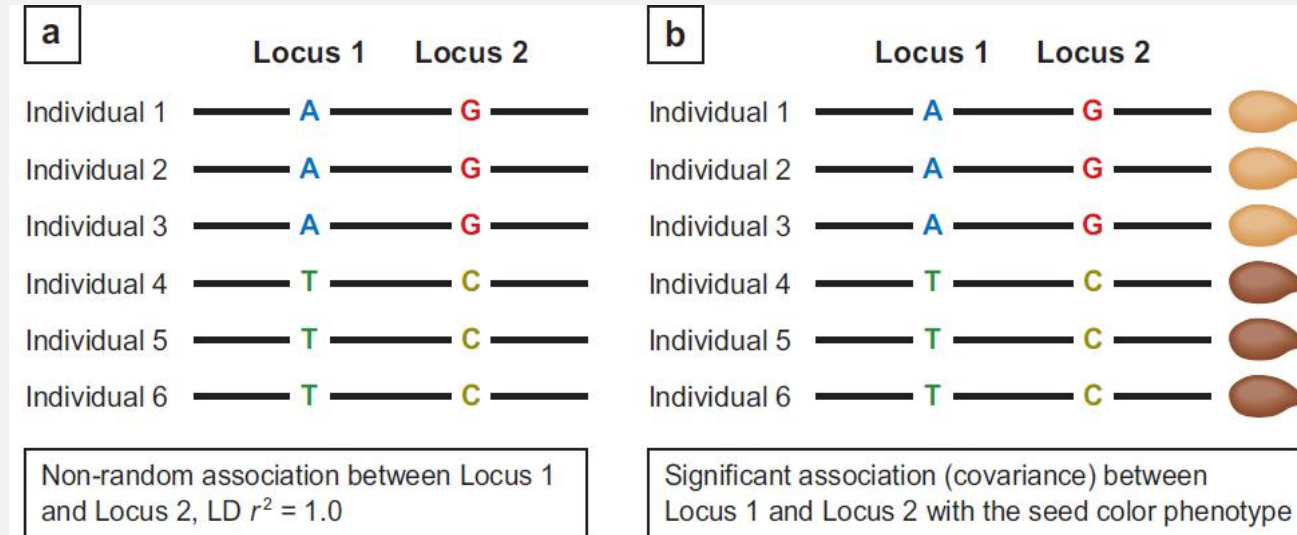 a
Locus 1 Locus 2
Individual 1 A G
Individual 2 A G
Individual 3 A G
Individual 4 T C
Individual 5 T C
Individual 6 T C
Non-random association between Locus 1
and Locus 2, LD r² = 1.0
b
Locus 1 Locus 2
Individual 1 A G
Individual 2 A G
Individual 3 A G
Individual 4 T C
Individual 5 T C
Individual 6 T C
Significant association (covariance) between
Locus 1 and Locus 2 with the seed color phenotype